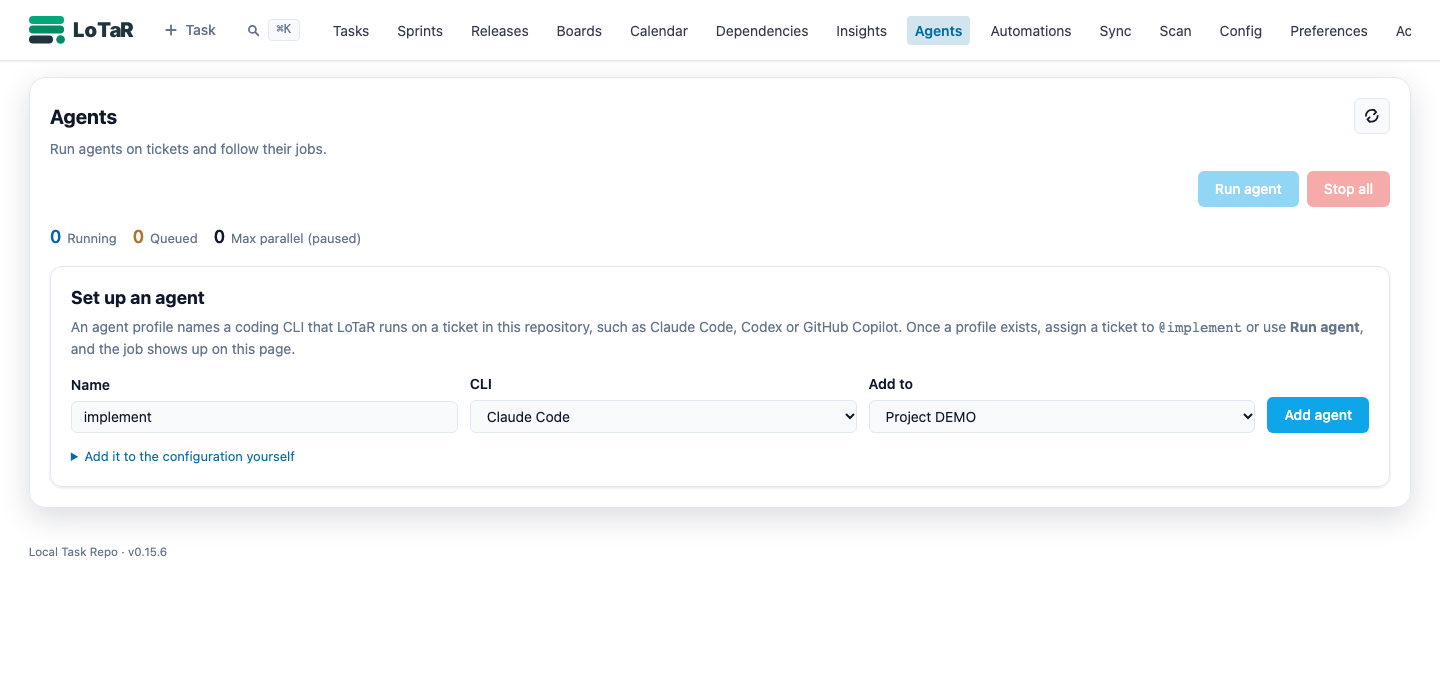 LoTaR
Task
⌘K
Tasks
Sprints
Releases
Boards
Calendar
Dependencies
Insights
Agents
Automations
Sync
Scan
Config
Preferences
Ac
Agents
Run agents on tickets and follow their jobs.
Run agent
Stop all
0 Running
0 Queued
0 Max parallel (paused)
Set up an agent
An agent profile names a coding CLI that LoTaR runs on a ticket in this repository, such as Claude Code, Codex or GitHub Copilot. Once a profile exists, assign a ticket to @implement or use Run agent,
and the job shows up on this page.
Name
CLI
Add to
implement
Claude Code
Project DEMO
Add agent
Add it to the configuration yourself
Local Task Repo · v0.15.6